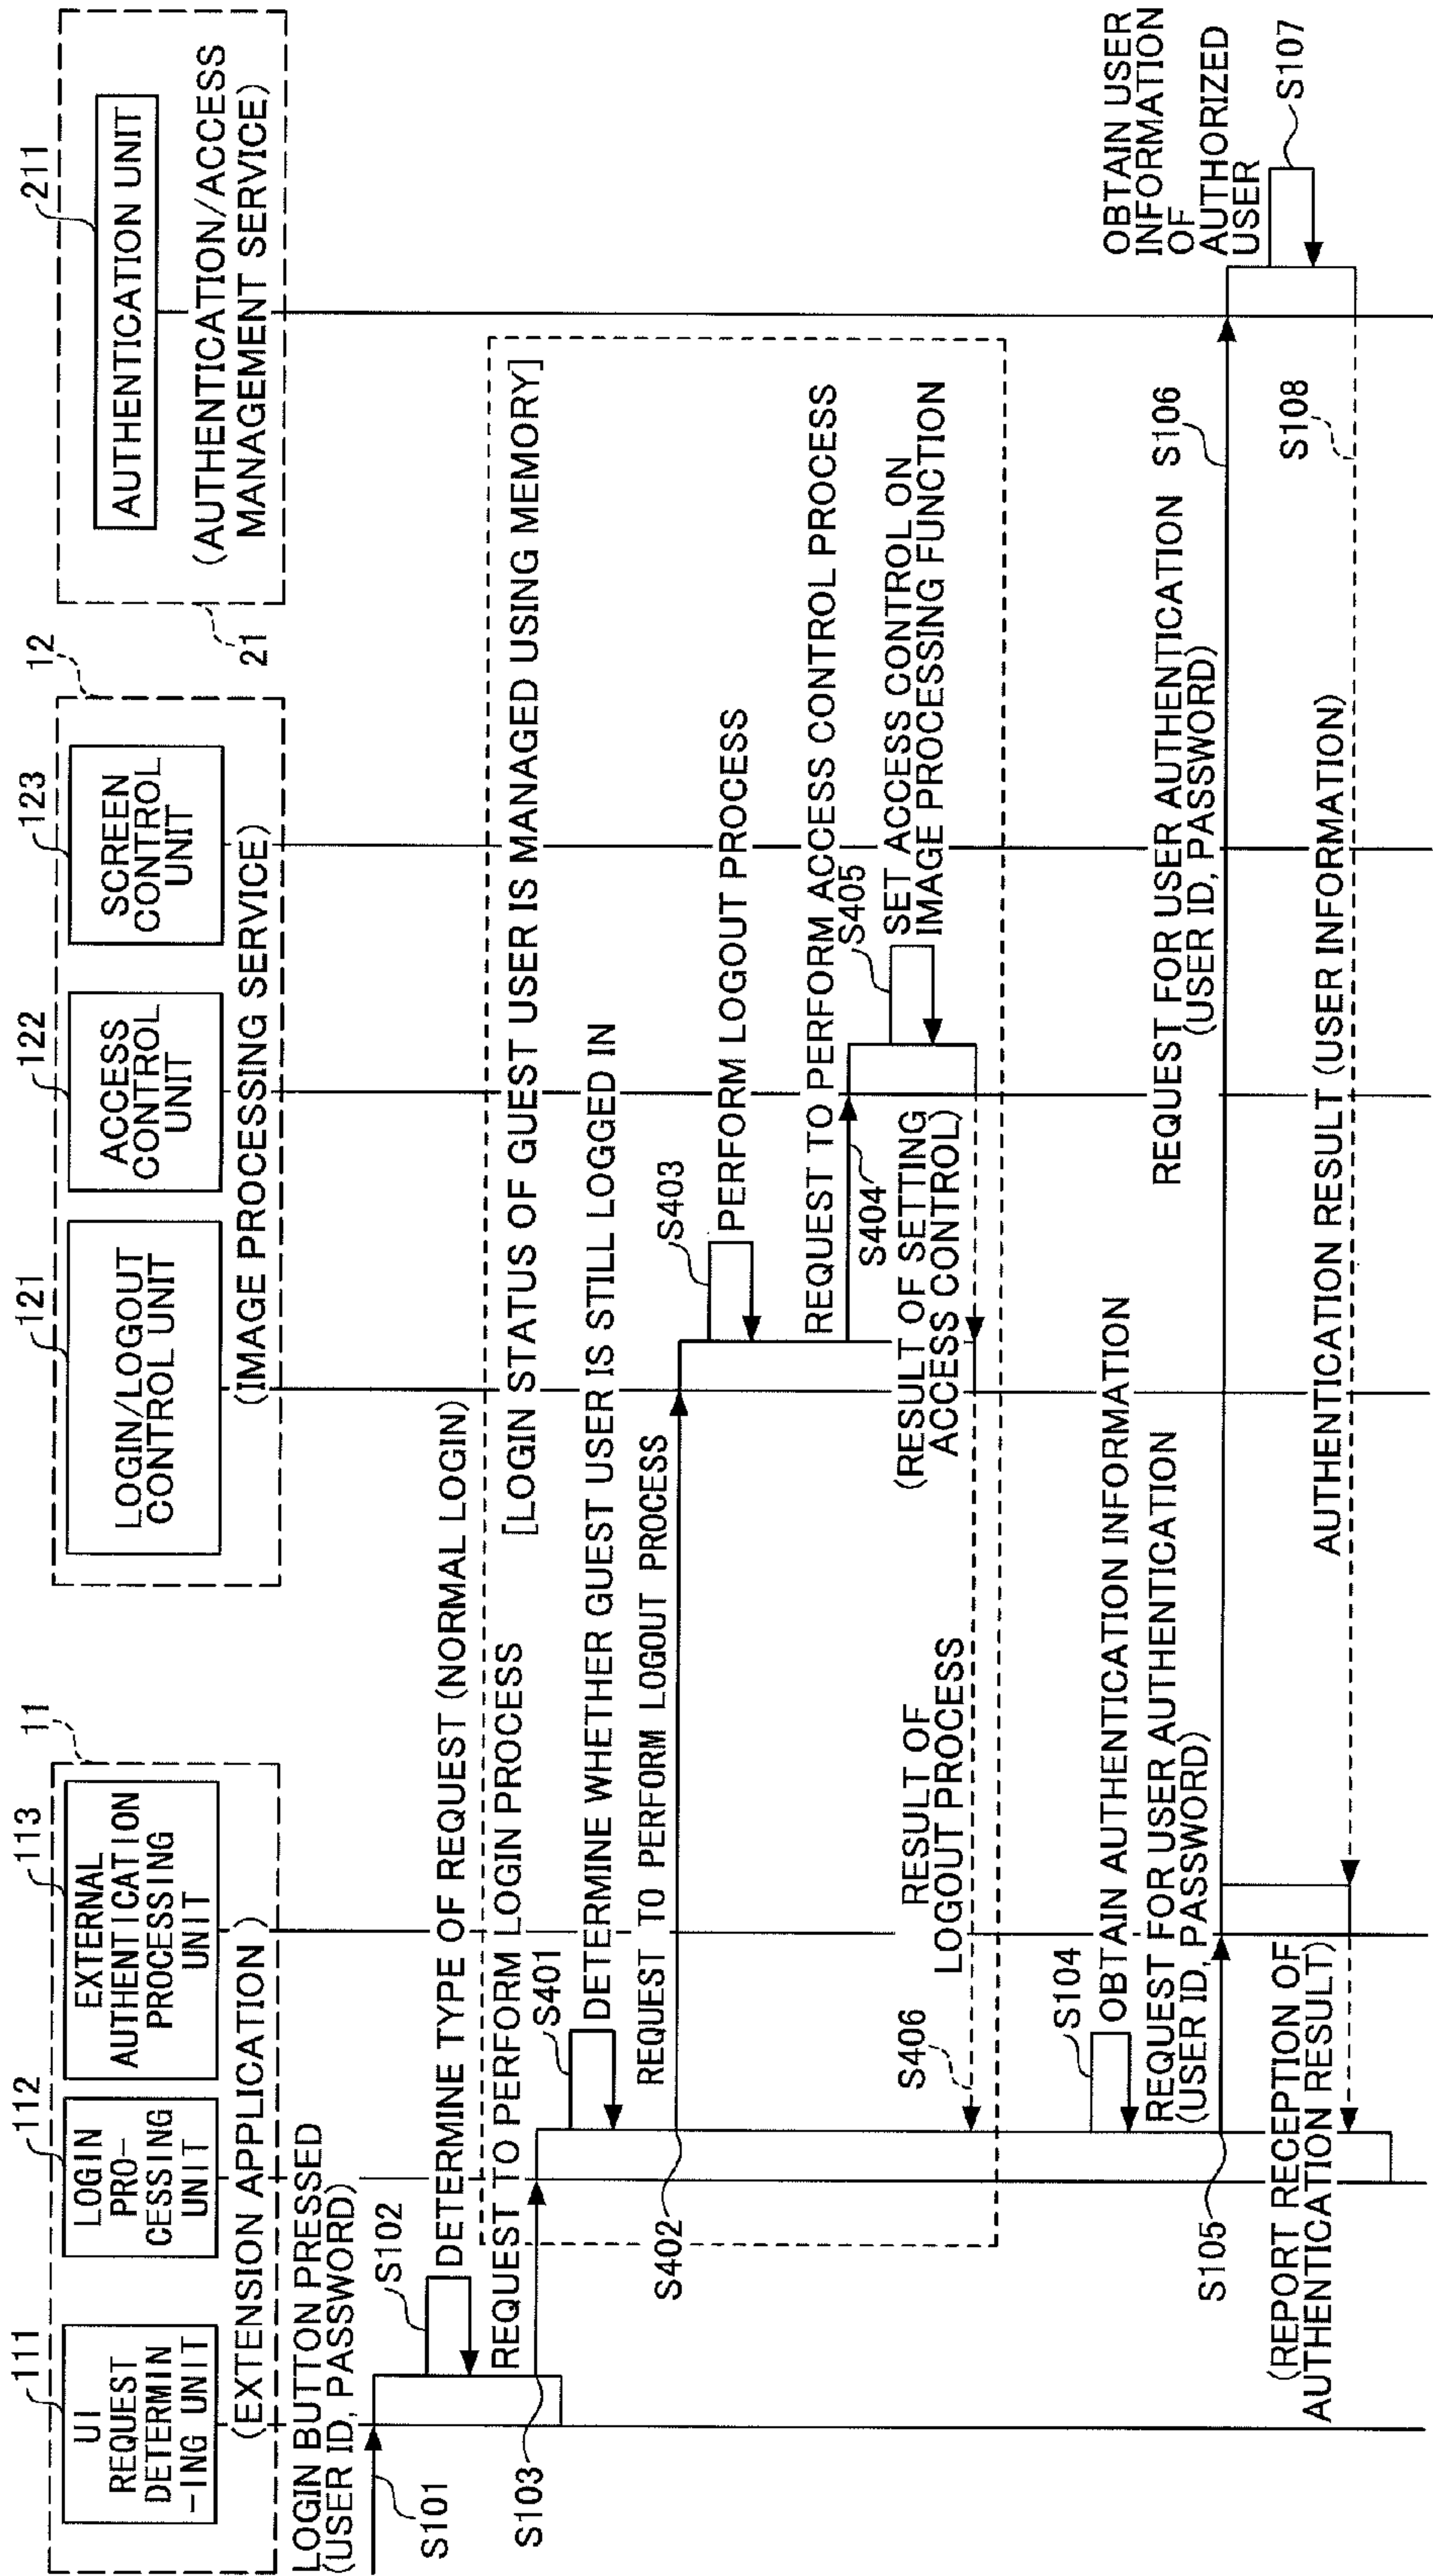 11
111
UI
REQUEST
DETERMIN
-ING UNIT
112
LOGIN
PRO-
CESSING
UNIT
113
EXTERNAL
AUTHENTICATION
PROCESSING
UNIT
(EXTENSION APPLICATION)
12
121
LOGIN/LOGOUT
CONTROL UNIT
122
ACCESS
CONTROL
UNIT
123
SCREEN
CONTROL
UNIT
(IMAGE PROCESSING SERVICE)
21
211
AUTHENTICATION UNIT
(AUTHENTICATION/ACCESS
MANAGEMENT SERVICE)
LOGIN BUTTON PRESSED
(USER ID, PASSWORD)
S101
S102
DETERMINE TYPE OF REQUEST (NORMAL LOGIN)
REQUEST TO PERFORM LOGIN PROCESS
S103
[LOGIN STATUS OF GUEST USER IS MANAGED USING MEMORY]
S401
DETERMINE WHETHER GUEST USER IS STILL LOGGED IN
REQUEST TO PERFORM LOGOUT PROCESS
S402
S403
PERFORM LOGOUT PROCESS
REQUEST TO PERFORM ACCESS CONTROL PROCESS
S404
S405
SET ACCESS CONTROL ON
IMAGE PROCESSING FUNCTION
(RESULT OF SETTING
ACCESS CONTROL)
RESULT OF
LOGOUT PROCESS
S406
S104
OBTAIN AUTHENTICATION INFORMATION
REQUEST FOR USER AUTHENTICATION
(USER ID, PASSWORD)
S105
REQUEST FOR USER AUTHENTICATION
(USER ID, PASSWORD)
S106
OBTAIN USER
INFORMATION
OF
AUTHORIZED
USER
S107
S108
AUTHENTICATION RESULT (USER INFORMATION)
(REPORT RECEPTION OF
AUTHENTICATION RESULT)